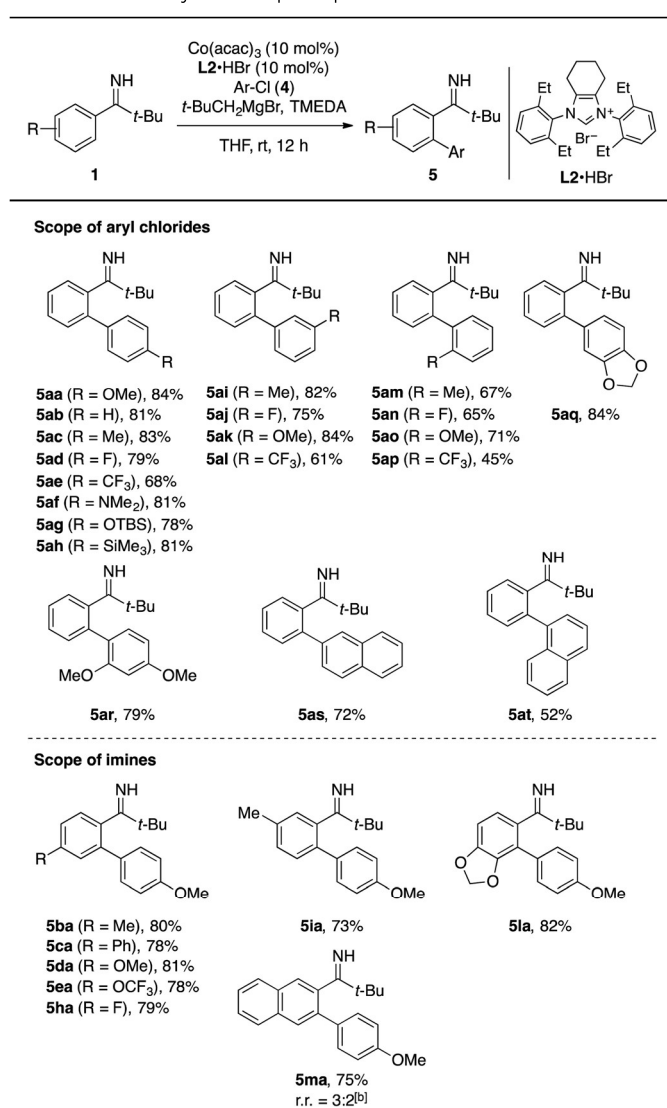 Co(acac)3 (10 mol%)
L2•HBr (10 mol%)
Ar-Cl (4)
t-BuCH2MgBr, TMEDA
THF, rt, 12 h
NH
t-Bu
R
1
NH
t-Bu
R
Ar
5
Et
Et
N
N+
Br−
Et
Et
L2•HBr
Scope of aryl chlorides
NH
t-Bu
R
5aa (R = OMe), 84%
5ab (R = H), 81%
5ac (R = Me), 83%
5ad (R = F), 79%
5ae (R = CF3), 68%
5af (R = NMe2), 81%
5ag (R = OTBS), 78%
5ah (R = SiMe3), 81%
NH
t-Bu
R
5ai (R = Me), 82%
5aj (R = F), 75%
5ak (R = OMe), 84%
5al (R = CF3), 61%
NH
t-Bu
R
5am (R = Me), 67%
5an (R = F), 65%
5ao (R = OMe), 71%
5ap (R = CF3), 45%
NH
t-Bu
O
O
5aq, 84%
NH
t-Bu
MeO
OMe
5ar, 79%
NH
t-Bu
5as, 72%
NH
t-Bu
5at, 52%
Scope of imines
NH
t-Bu
R
OMe
5ba (R = Me), 80%
5ca (R = Ph), 78%
5da (R = OMe), 81%
5ea (R = OCF3), 78%
5ha (R = F), 79%
NH
Me
t-Bu
OMe
5ia, 73%
NH
t-Bu
O
O
OMe
5la, 82%
NH
t-Bu
OMe
5ma, 75%
r.r. = 3:2[b]